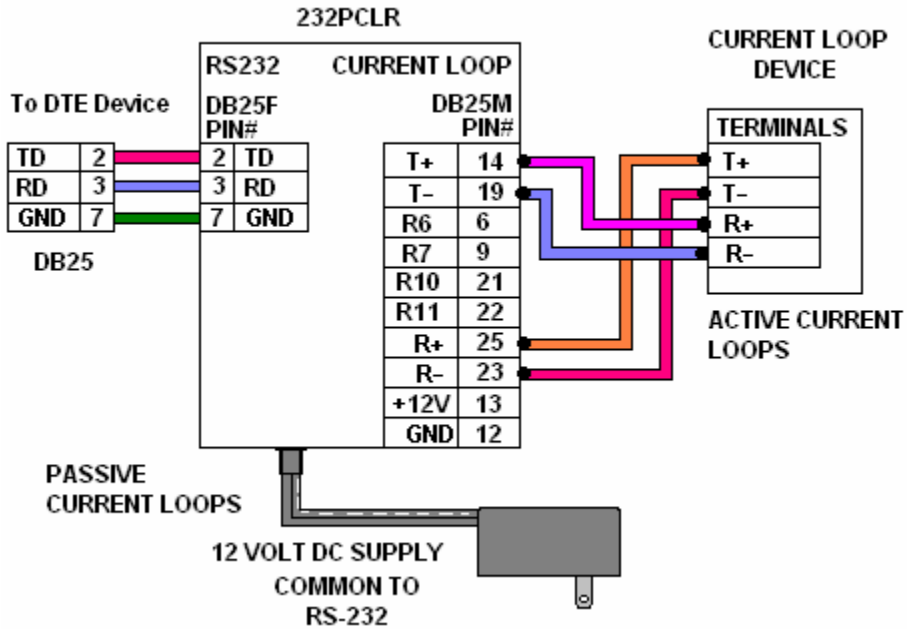 232PCLR
RS232 CURRENT LOOP
CURRENT LOOP
DEVICE
To DTE Device
DB25F
PIN#
DB25M
PIN#
TERMINALS
TD 2
2 TD
RD 3
3 RD
GND 7
7 GND
DB25
T+ 14
T- 19
R6 6
R7 9
R10 21
R11 22
R+ 25
R- 23
+12V 13
GND 12
T+
T-
R+
R-
ACTIVE CURRENT
LOOPS
PASSIVE
CURRENT LOOPS
12 VOLT DC SUPPLY
COMMON TO
RS-232